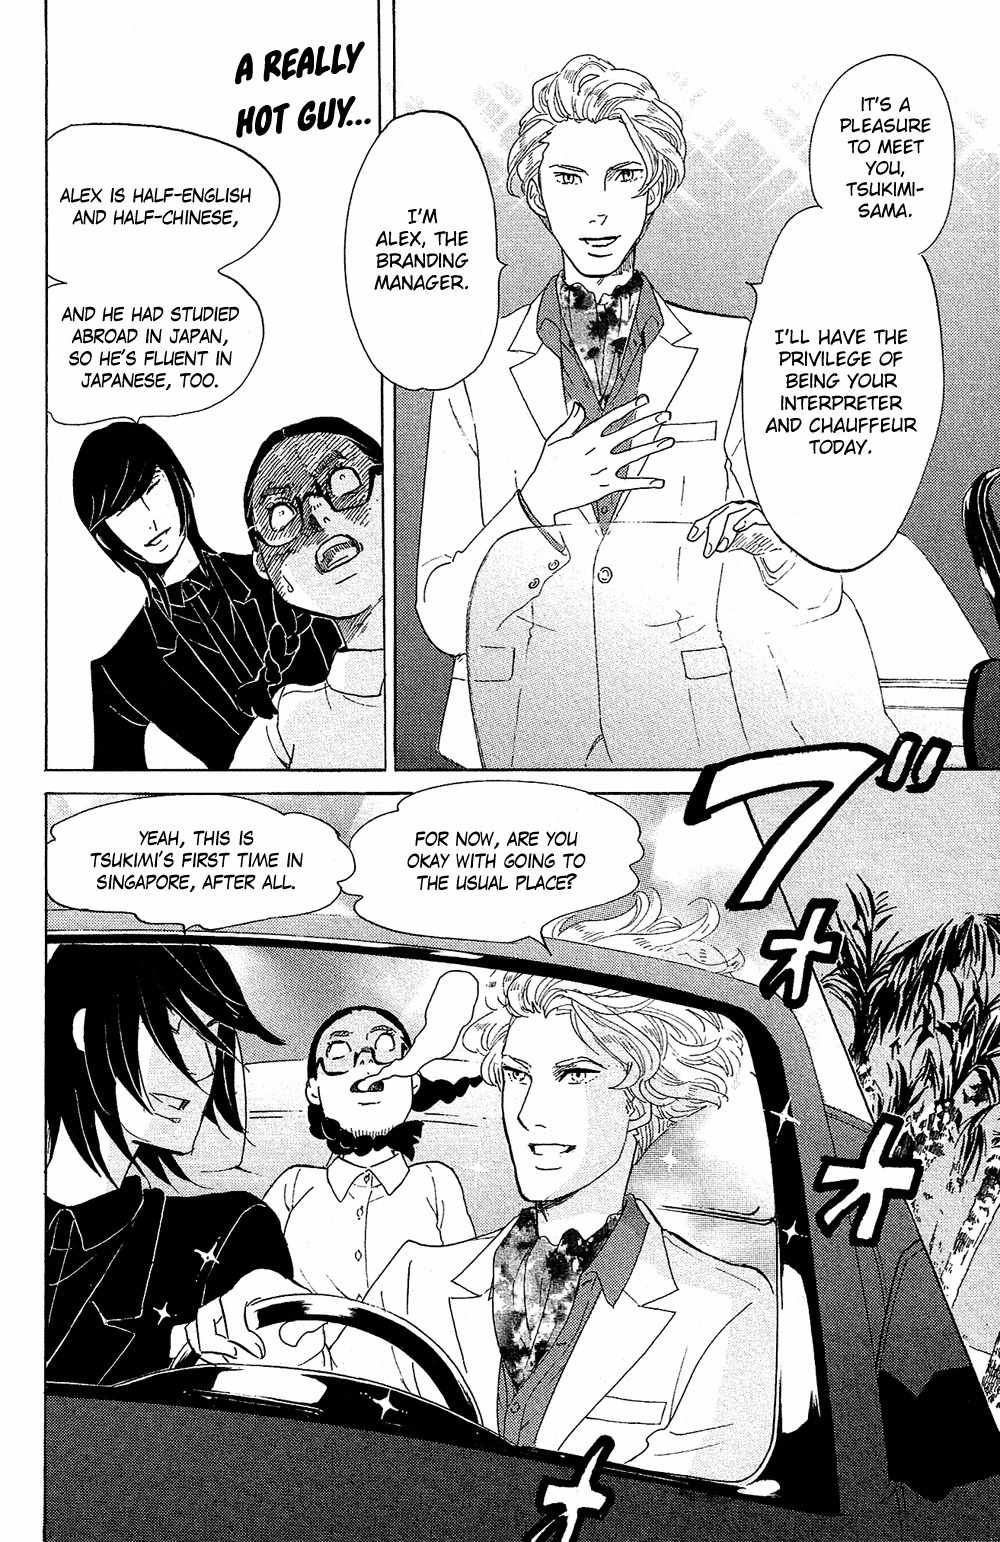 IT'S A
PLEASURE
TO MEET
YOU,
TSUKIMI-
SAMA.
I'LL HAVE THE
PRIVILEGE OF
BEING YOUR
INTERPRETER
AND CHAUFFEUR
TODAY.
I'M
ALEX, THE
BRANDING
MANAGER.
A REALLY
HOT GUY...
ALEX IS HALF-ENGLISH
AND HALF-CHINESE,
AND HE HAD STUDIED
ABROAD IN JAPAN,
SO HE'S FLUENT IN
JAPANESE, TOO.
ブ
オ
オ
オ
FOR NOW, ARE YOU
OKAY WITH GOING TO
THE USUAL PLACE?
YEAH, THIS IS
TSUKIMI'S FIRST TIME IN
SINGAPORE, AFTER ALL.